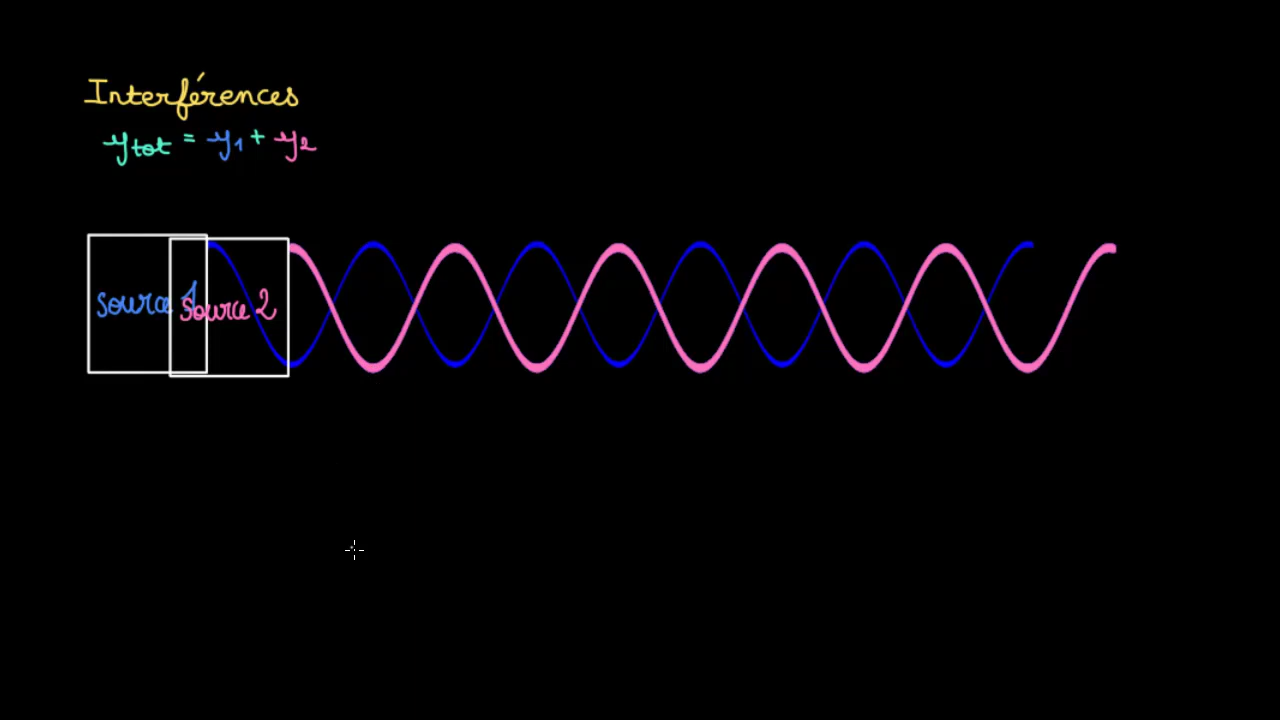 Interférences
ytot = y1 + y2
Source 1
Source 2